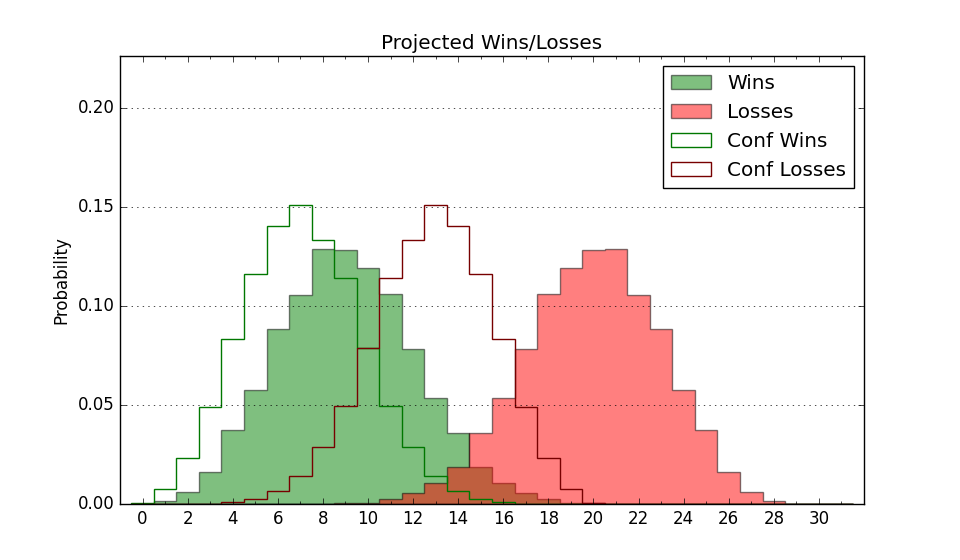 Projected Wins/Losses
Wins
Losses
Conf Wins
Conf Losses
Probability
0.20
0.15
0.10
0.05
0.00
0 2 4 6 8 10 12 14 16 18 20 22 24 26 28 30